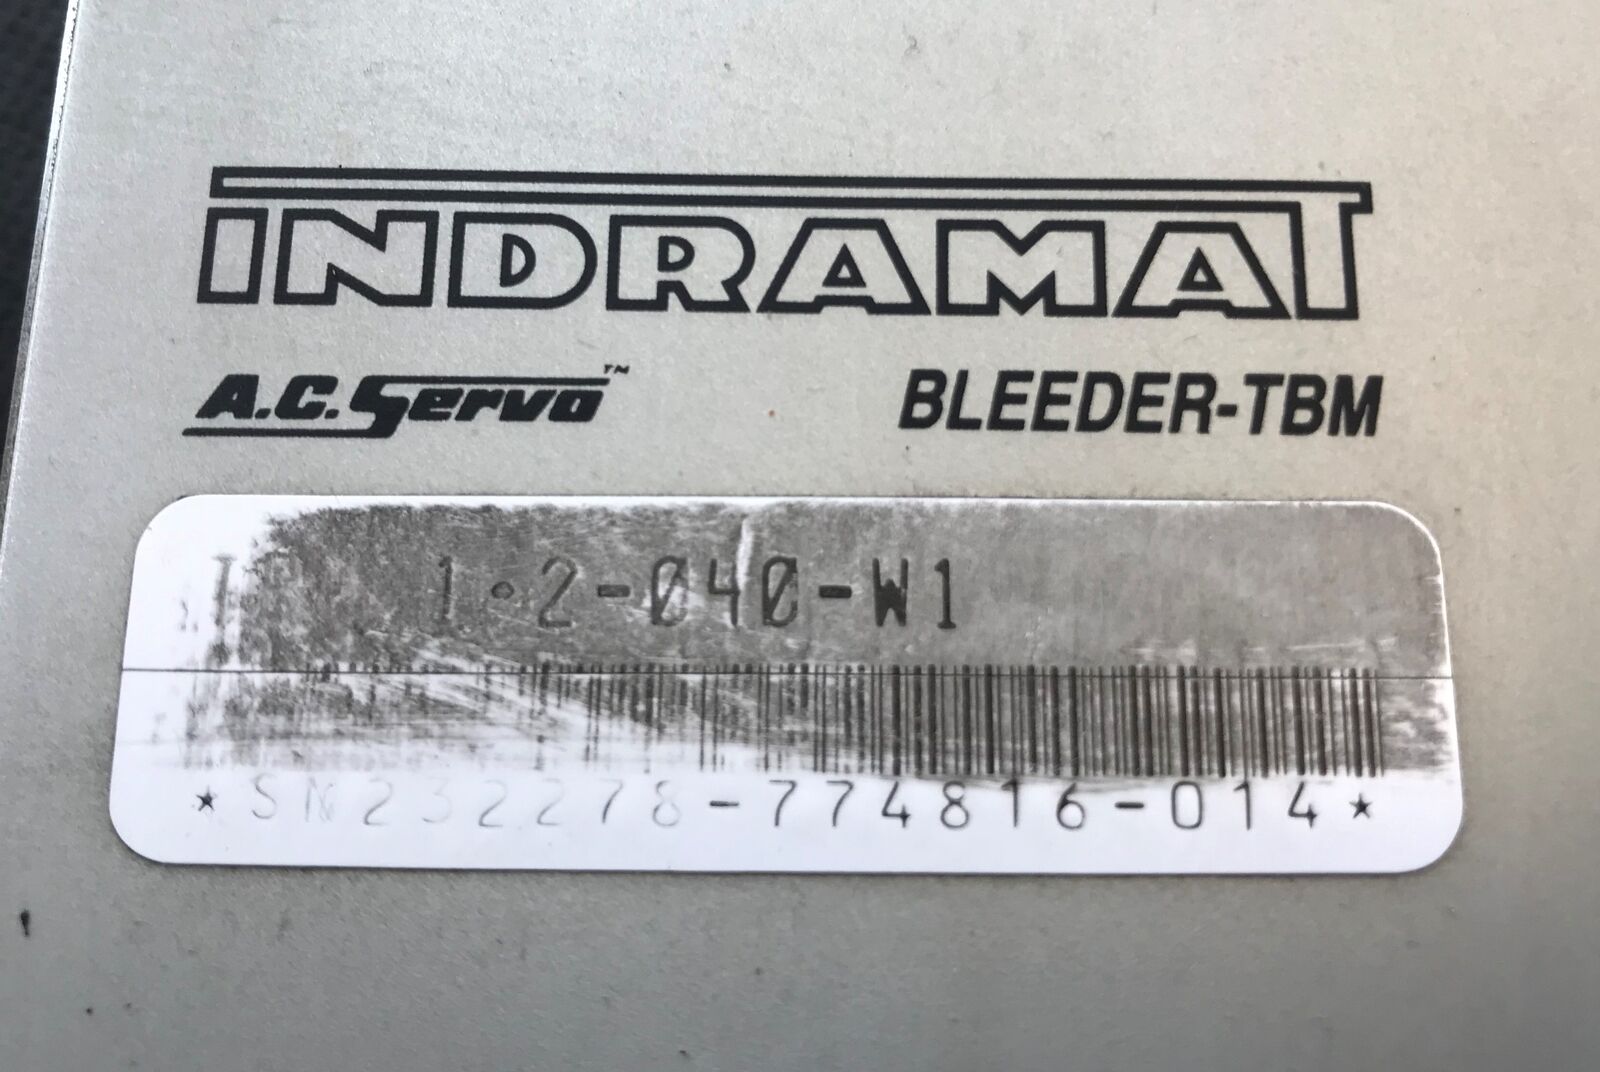 INDRAMAT
A.C. Servo™ BLEEDER-TBM
1•2-040-W1
*SN232278-774816-014*